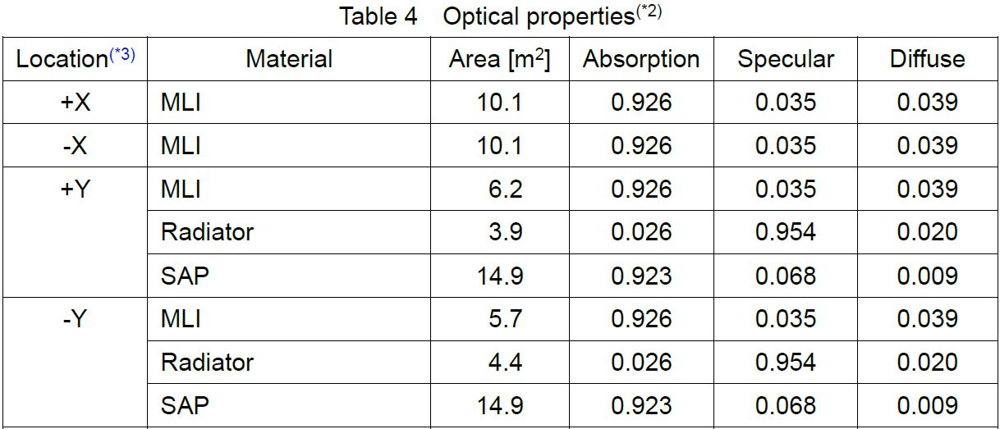 Table 4 Optical properties(*2)
Location(*3) Material Area [m2] Absorption Specular Diffuse
+X MLI 10.1 0.926 0.035 0.039
-X MLI 10.1 0.926 0.035 0.039
+Y MLI 6.2 0.926 0.035 0.039
Radiator 3.9 0.026 0.954 0.020
SAP 14.9 0.923 0.068 0.009
-Y MLI 5.7 0.926 0.035 0.039
Radiator 4.4 0.026 0.954 0.020
SAP 14.9 0.923 0.068 0.009